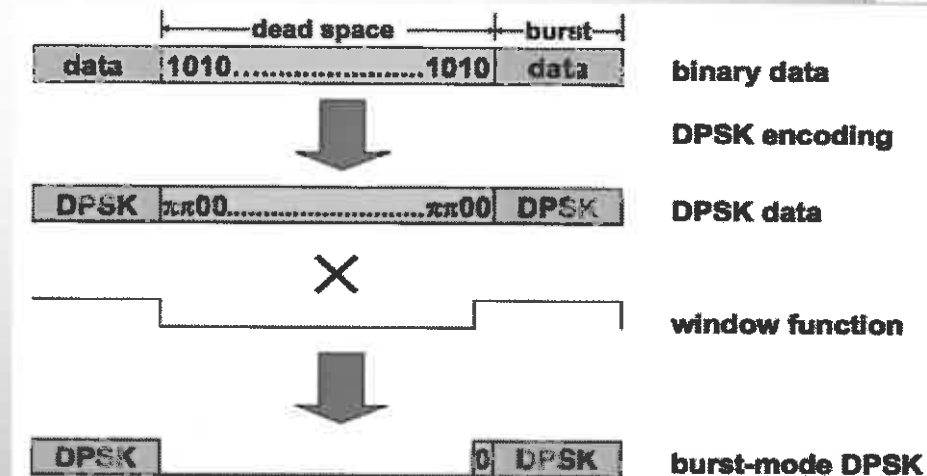 dead space burst
data 1010........................1010 data binary data
DPSK encoding
DPSK ππ00........................ππ00 DPSK DPSK data
window function
DPSK 0 DPSK burst-mode DPSK